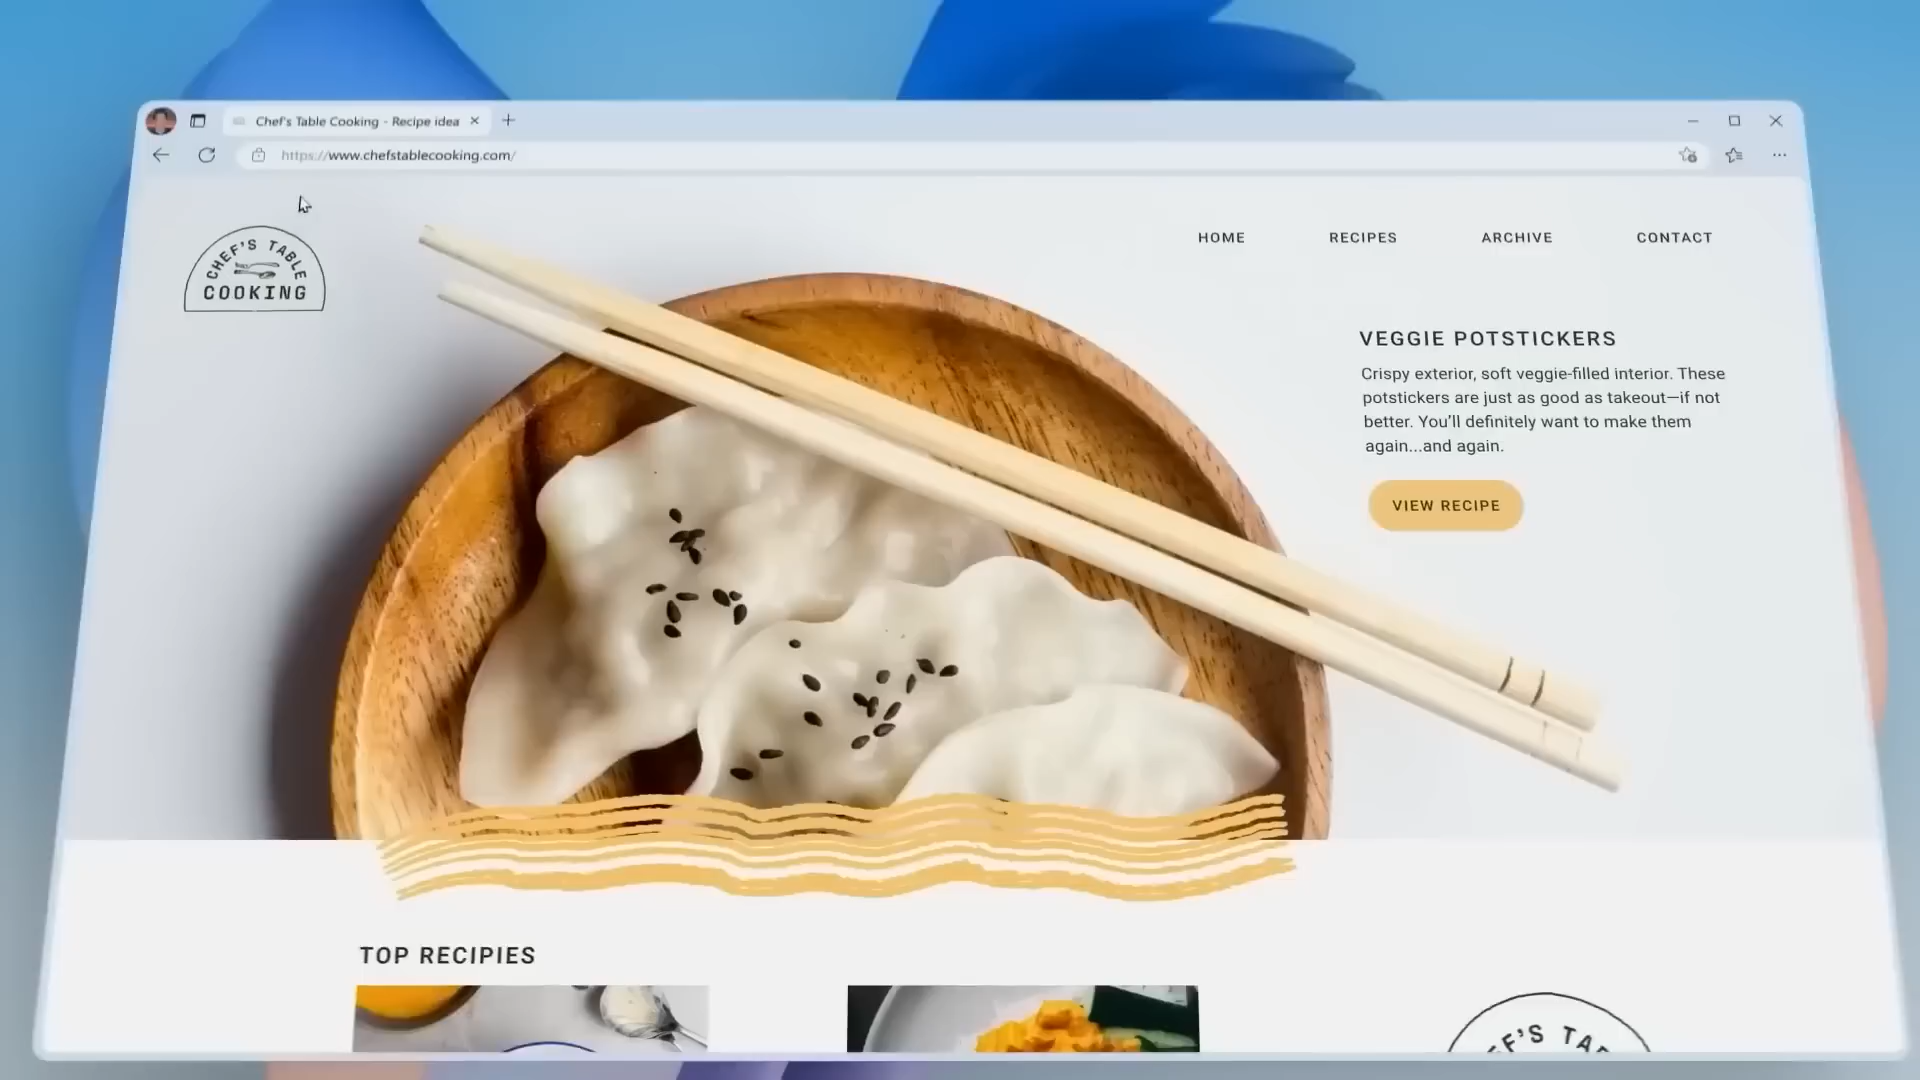 Chef's Table Cooking - Recipe idea
https://www.chefstablecooking.com/
CHEF'S TABLE
COOKING
HOME RECIPES ARCHIVE CONTACT
VEGGIE POTSTICKERS
Crispy exterior, soft veggie-filled interior. These
potstickers are just as good as takeout—if not
better. You'll definitely want to make them
again...and again.
VIEW RECIPE
TOP RECIPIES